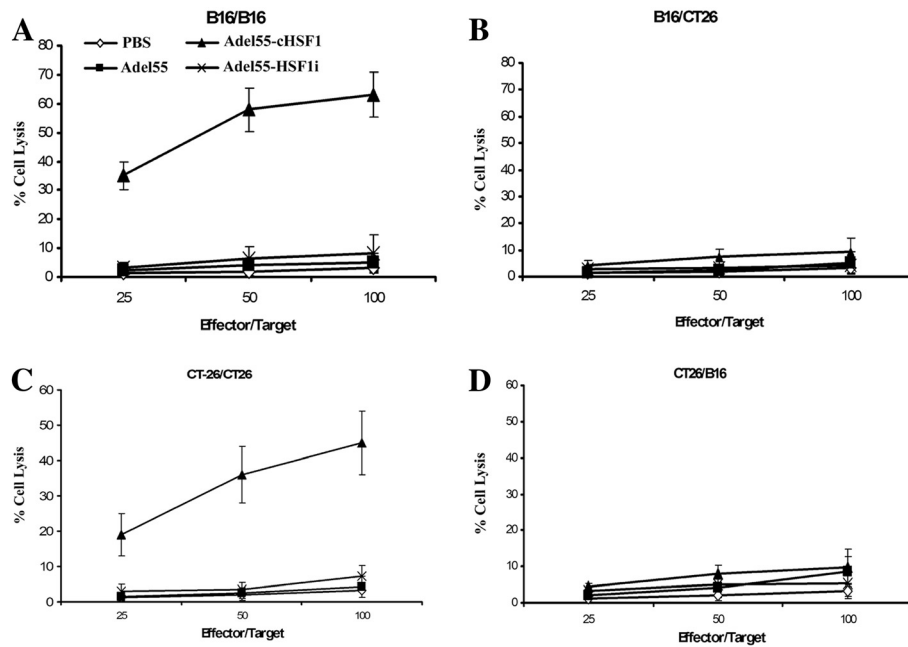 A
B16/B16
PBS
Adel55-cHSF1
Adel55
Adel55-HSF1i
80
70
60
50
40
30
20
10
0
% Cell Lysis
25 50 100
Effector/Target
B
B16/CT26
80
70
60
50
40
30
20
10
0
% Cell Lysis
25 50 100
Effector/Target
C
CT-26/CT26
60
50
40
30
20
10
0
% Cell Lysis
25 50 100
Effector/Target
D
CT26/B16
60
50
40
30
20
10
0
% Cell Lysis
25 50 100
Effector/Target